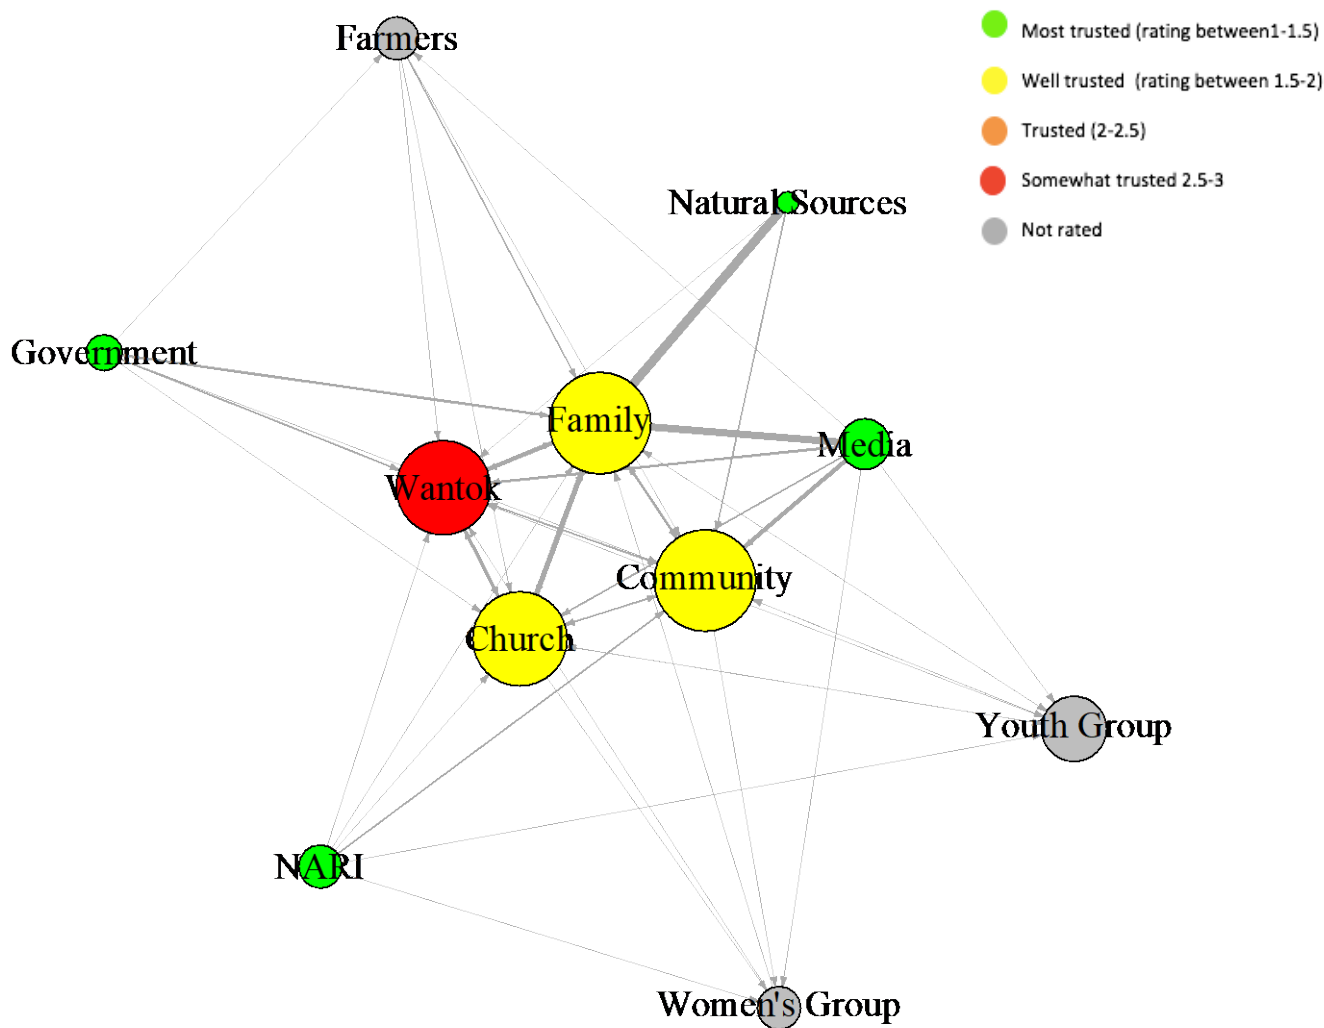 Farmers
Most trusted (rating between1-1.5)
Well trusted (rating between 1.5-2)
Trusted (2-2.5)
Somewhat trusted 2.5-3
Not rated
Natural Sources
Government
Family
Media
Wantok
Community
Church
Youth Group
NARI
Women's Group